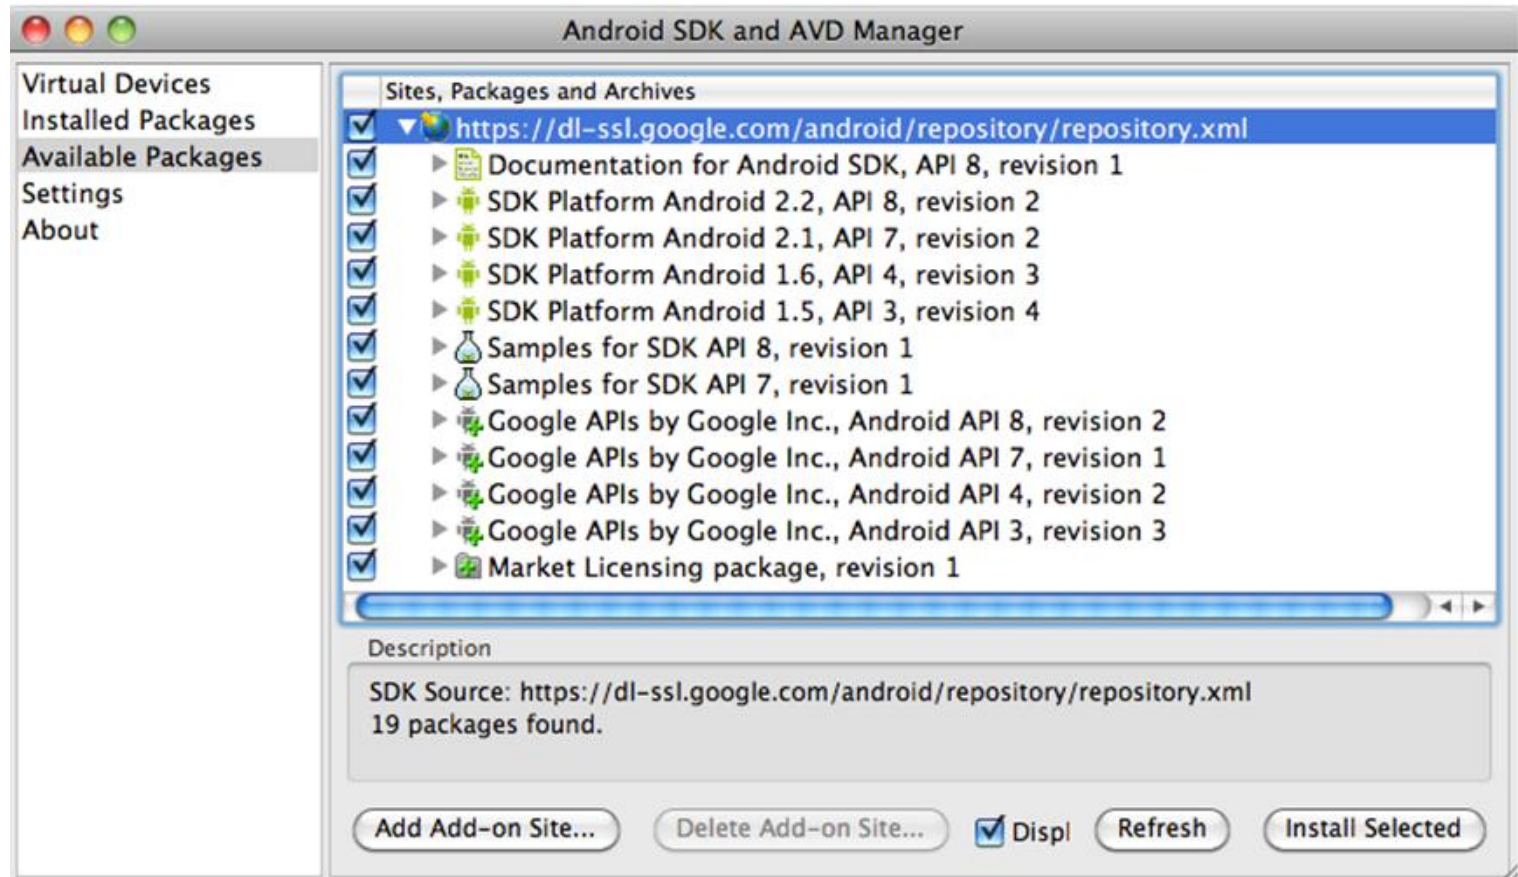 Android SDK and AVD Manager
Virtual Devices
Installed Packages
Available Packages
Settings
About
Sites, Packages and Archives
https://dl-ssl.google.com/android/repository/repository.xml
Documentation for Android SDK, API 8, revision 1
SDK Platform Android 2.2, API 8, revision 2
SDK Platform Android 2.1, API 7, revision 2
SDK Platform Android 1.6, API 4, revision 3
SDK Platform Android 1.5, API 3, revision 4
Samples for SDK API 8, revision 1
Samples for SDK API 7, revision 1
Google APIs by Google Inc., Android API 8, revision 2
Google APIs by Google Inc., Android API 7, revision 1
Google APIs by Google Inc., Android API 4, revision 2
Google APIs by Google Inc., Android API 3, revision 3
Market Licensing package, revision 1
Description
SDK Source: https://dl-ssl.google.com/android/repository/repository.xml
19 packages found.
Add Add-on Site... Delete Add-on Site... Displ Refresh Install Selected